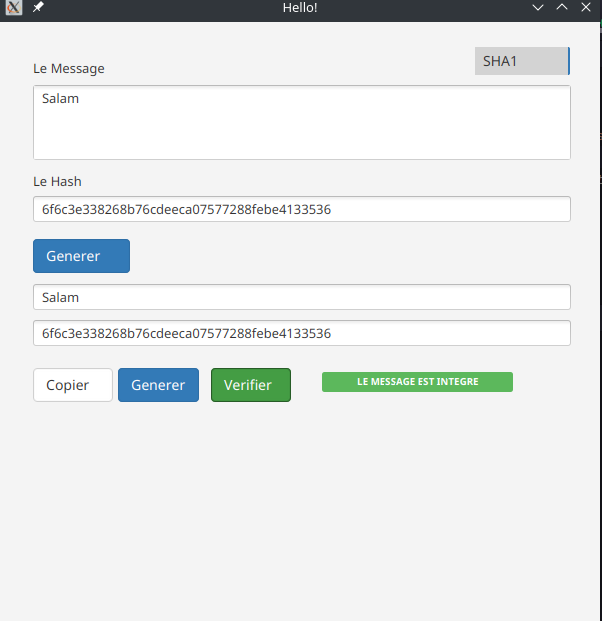 Hello!
SHA1
Le Message
Salam
Le Hash
6f6c3e338268b76cdeeca07577288febe4133536
Generer
Salam
6f6c3e338268b76cdeeca07577288febe4133536
Copier Generer Verifier LE MESSAGE EST INTEGRE